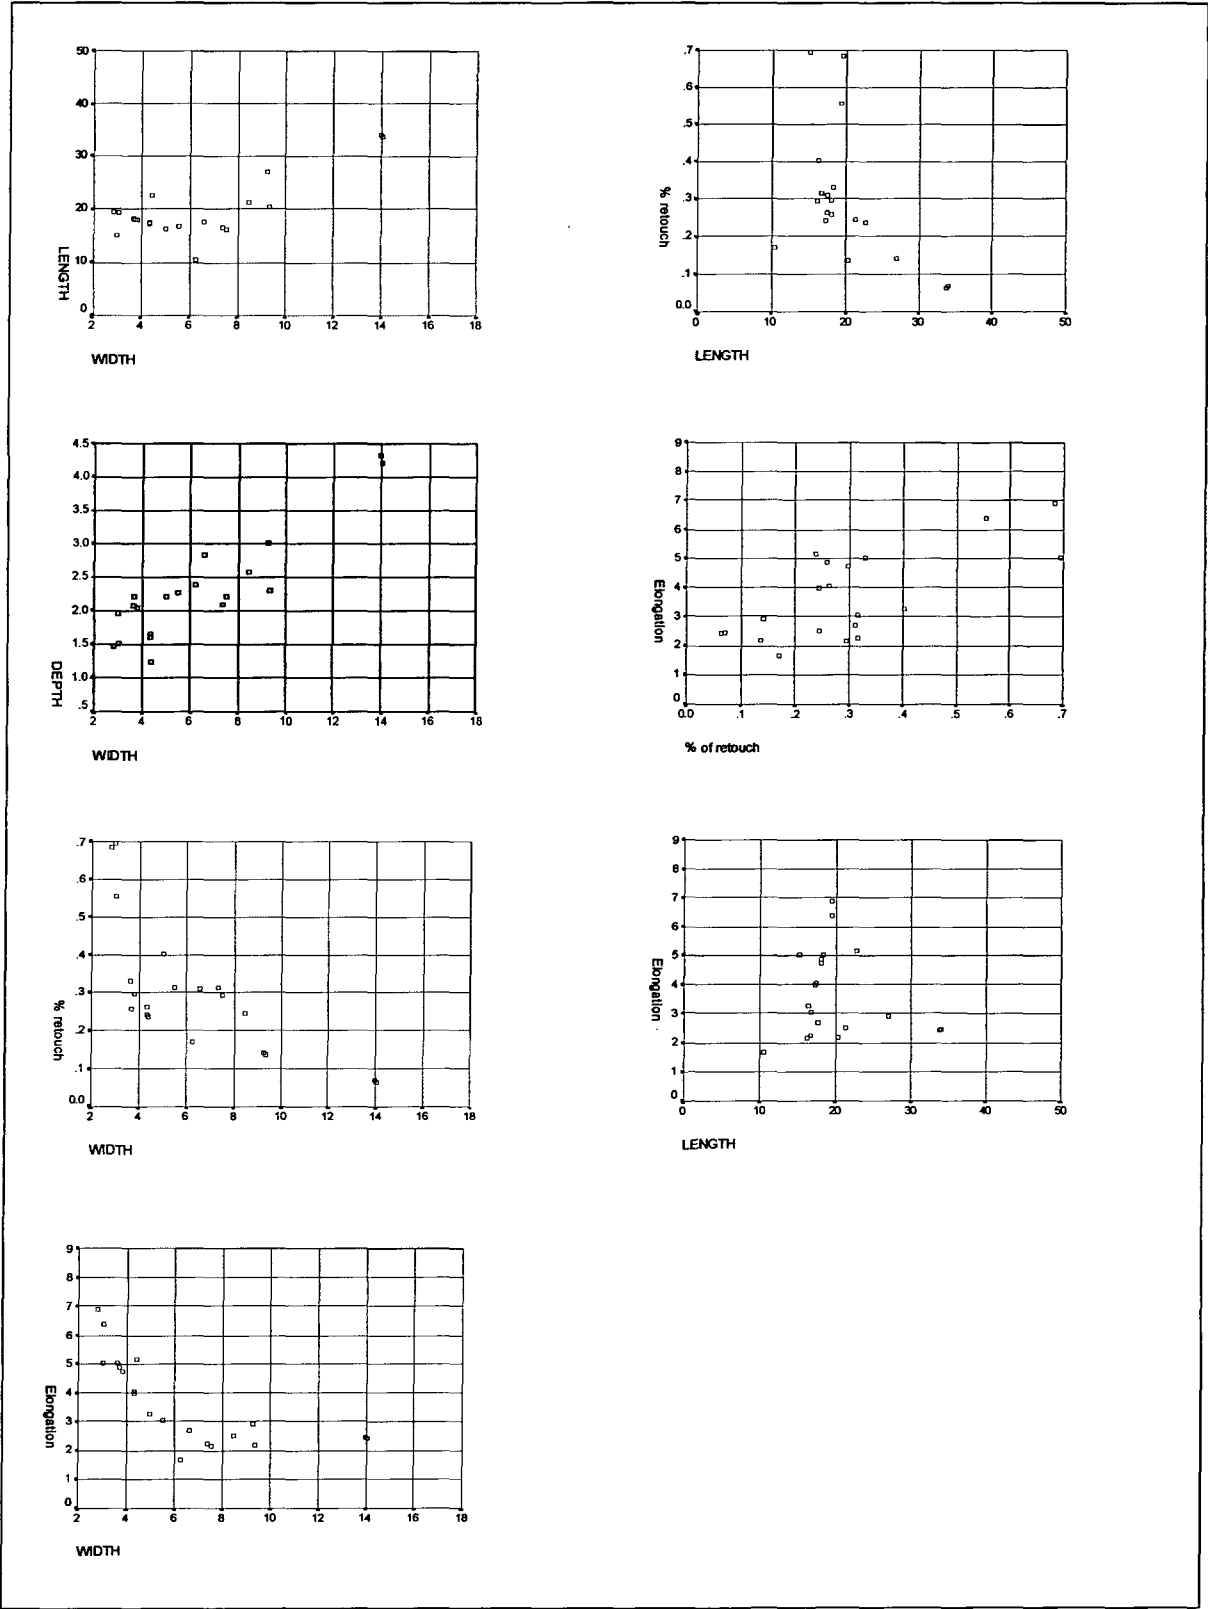 50
40
30
20
10
0
LENGTH
2 4 6 8 10 12 14 16 18
WIDTH
.7
.6
.5
.4
.3
.2
.1
0.0
% retouch
0 10 20 30 40 50
LENGTH
4.5
4.0
3.5
3.0
2.5
2.0
1.5
1.0
.5
DEPTH
2 4 6 8 10 12 14 16 18
WIDTH
9
8
7
6
5
4
3
2
1
0
Elongation
0.0 .1 .2 .3 .4 .5 .6 .7
% of retouch
.7
.6
.5
.4
.3
.2
.1
0.0
% retouch
2 4 6 8 10 12 14 16 18
WIDTH
9
8
7
6
5
4
3
2
1
0
Elongation
0 10 20 30 40 50
LENGTH
9
8
7
6
5
4
3
2
1
0
Elongation
2 4 6 8 10 12 14 16 18
WIDTH